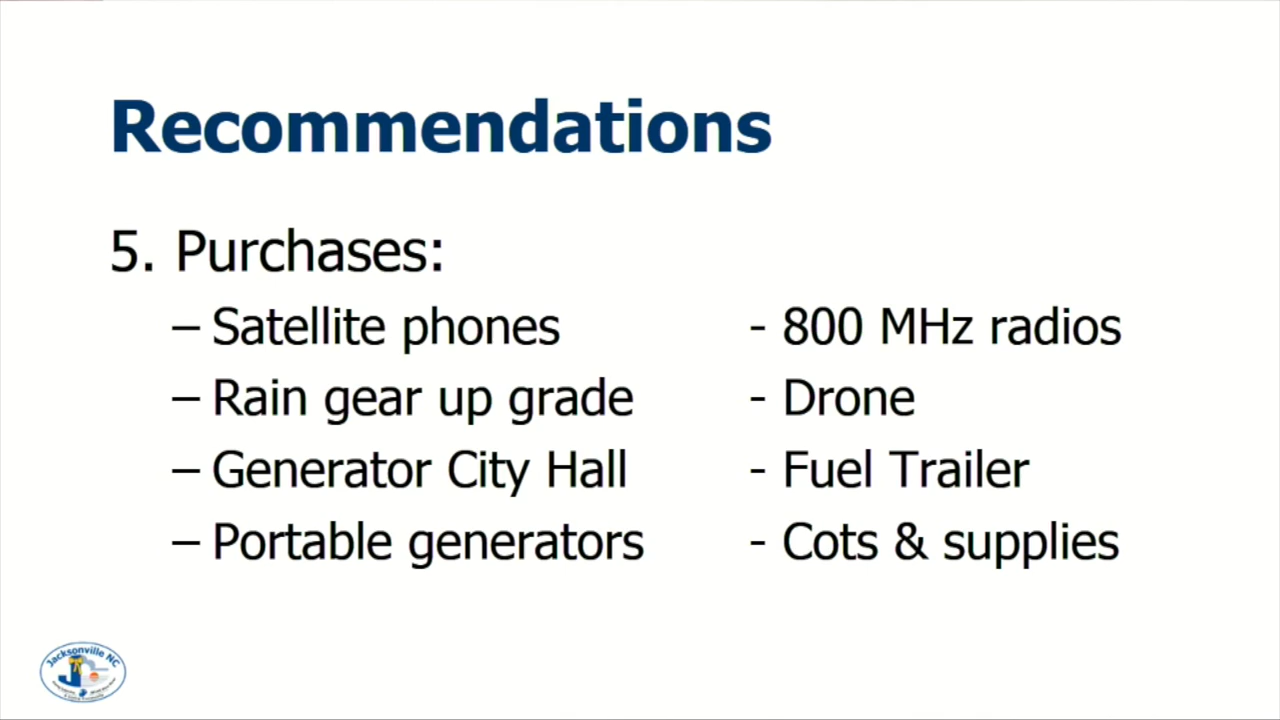 Recommendations
5. Purchases:
– Satellite phones - 800 MHz radios
– Rain gear up grade - Drone
– Generator City Hall - Fuel Trailer
– Portable generators - Cots & supplies
Jacksonville NC